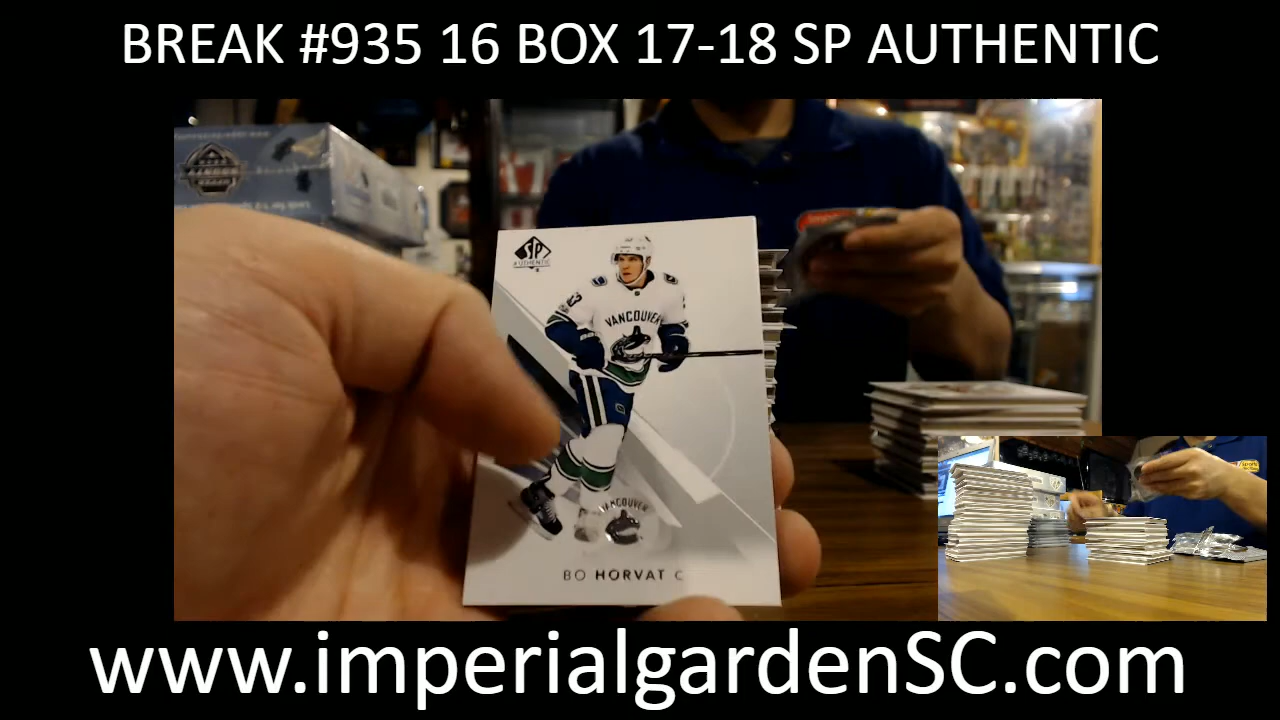 BREAK #935 16 BOX 17-18 SP AUTHENTIC
SP
AUTHENTIC
VANCOUVER
VANCOUVER
BO HORVAT C
www.imperialgardenSC.com